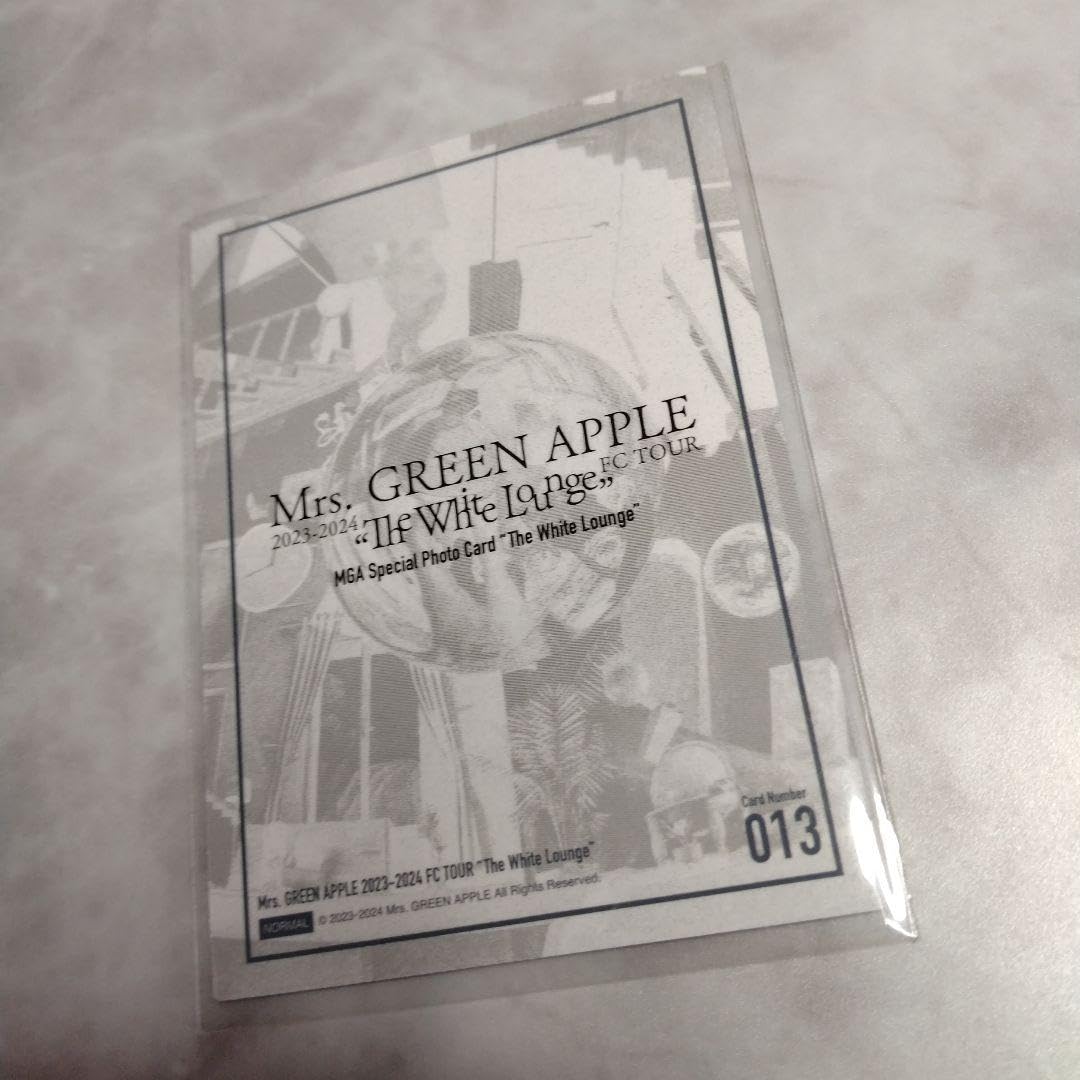 Mrs. GREEN APPLE
2023-2024 “The White Lounge” FC TOUR
MGA Special Photo Card “The White Lounge”
Card Number
013
Mrs. GREEN APPLE 2023-2024 FC TOUR “The White Lounge”
NORMAL © 2023-2024 Mrs. GREEN APPLE All Rights Reserved.